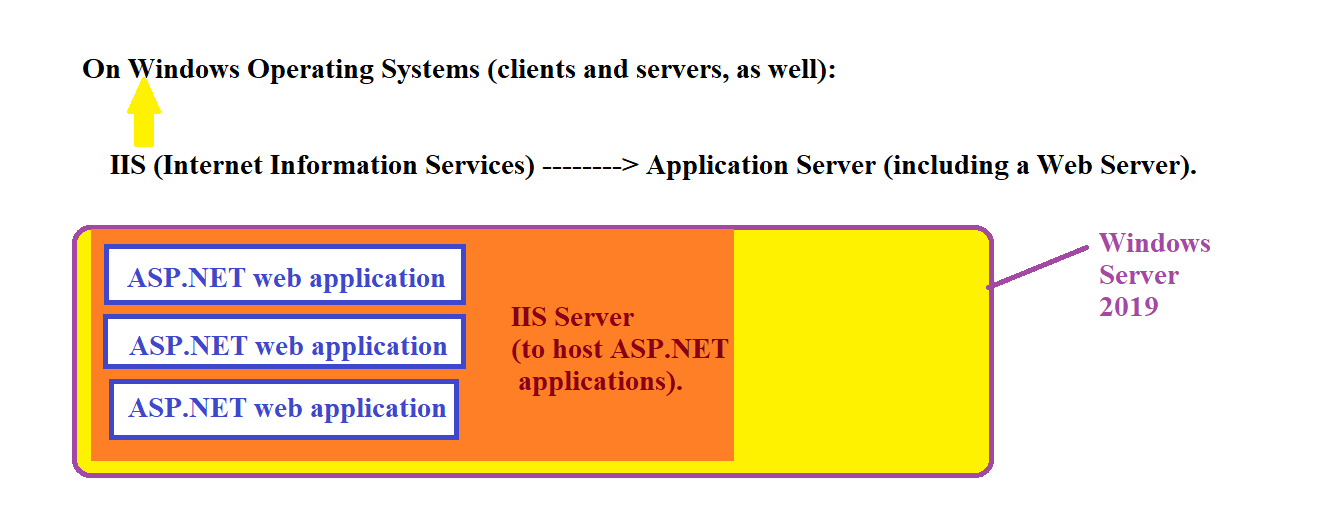 On Windows Operating Systems (clients and servers, as well):
IIS (Internet Information Services) --------> Application Server (including a Web Server).
ASP.NET web application
ASP.NET web application
ASP.NET web application
IIS Server
(to host ASP.NET
applications).
Windows
Server
2019